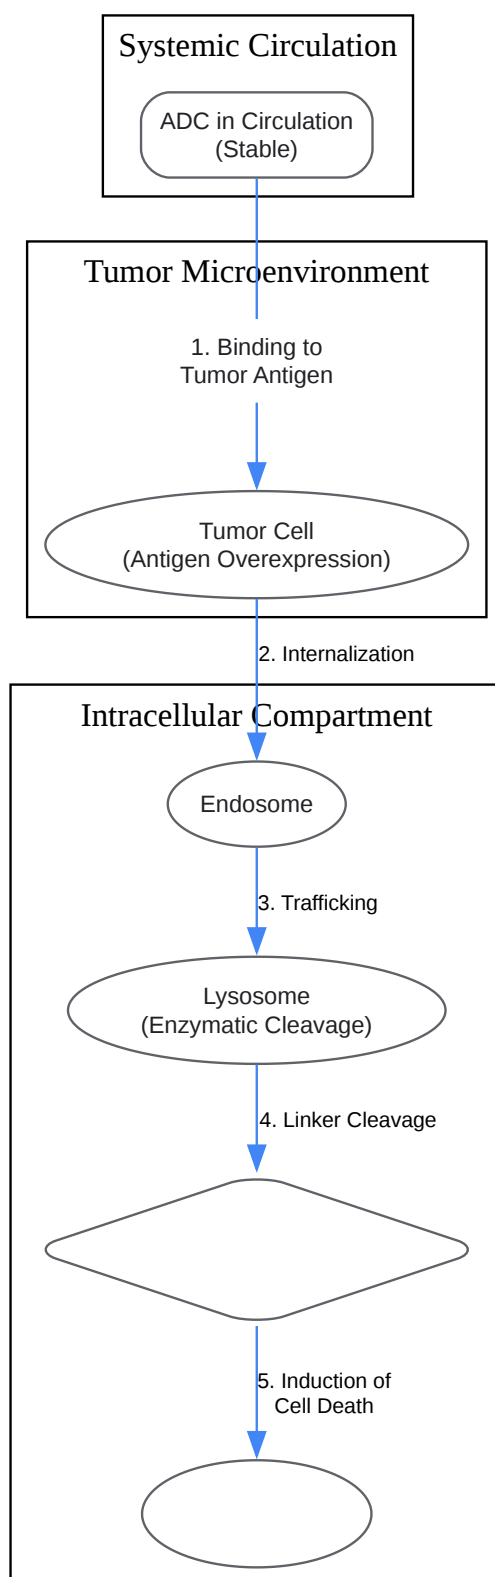 Systemic Circulation
ADC in Circulation
(Stable)
Tumor Microenvironment
1. Binding to
Tumor Antigen
Tumor Cell
(Antigen Overexpression)
2. Internalization
Intracellular Compartment
Endosome
3. Trafficking
Lysosome
(Enzymatic Cleavage)
4. Linker Cleavage
5. Induction of
Cell Death